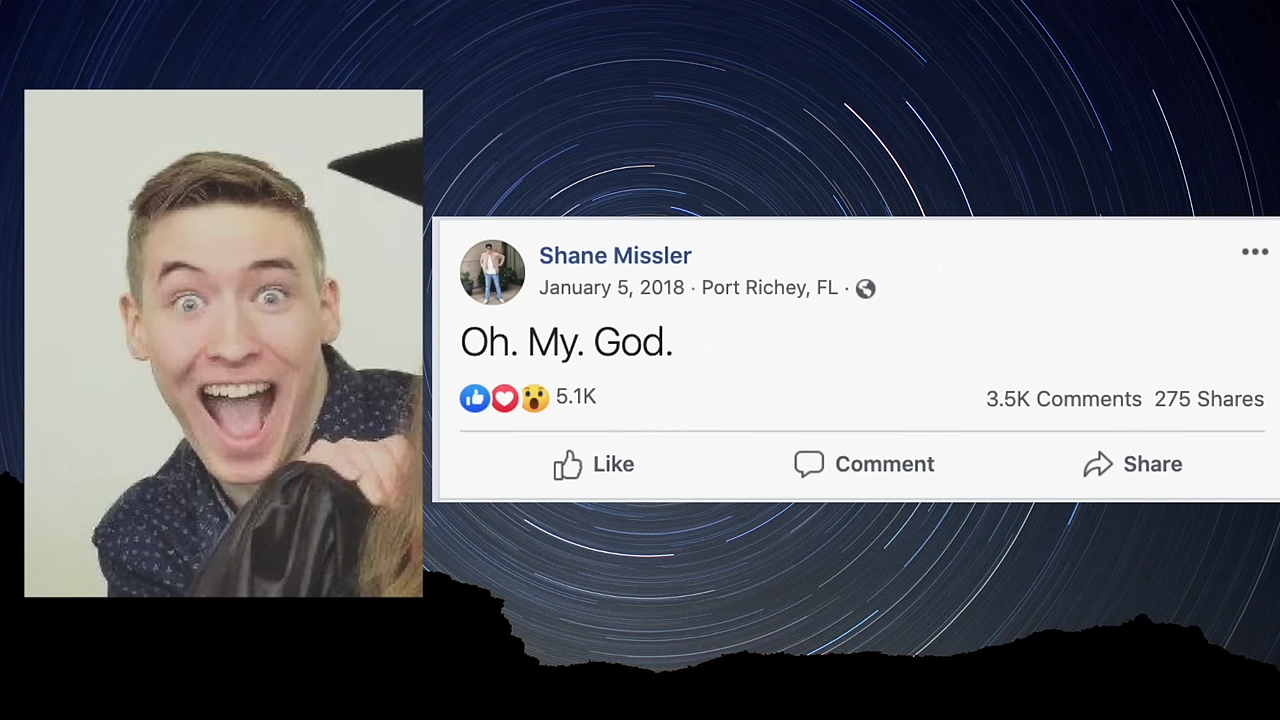 Shane Missler
January 5, 2018 · Port Richey, FL ·
Oh. My. God.
5.1K
3.5K Comments 275 Shares
Like Comment Share